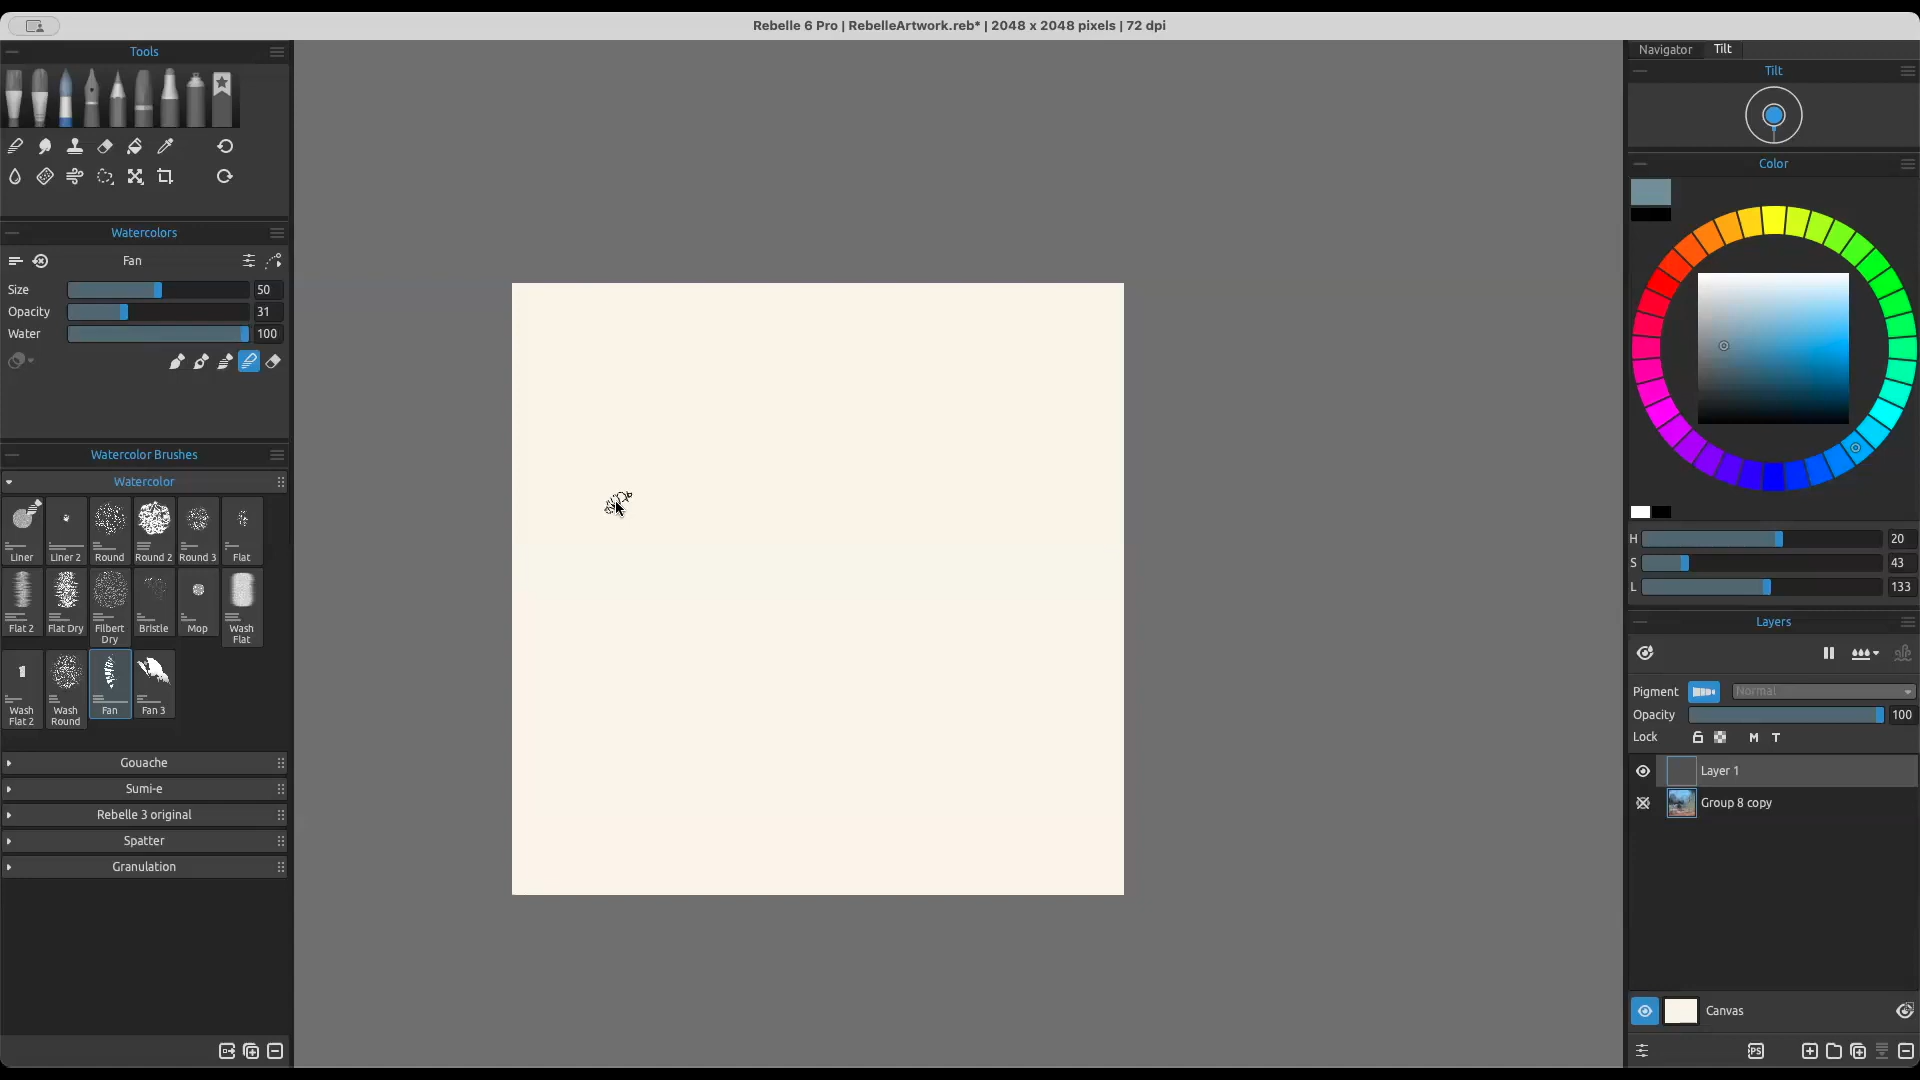 Rebelle 6 Pro | RebelleArtwork.reb* | 2048 x 2048 pixels | 72 dpi
Tools
Watercolors
Fan
Size 50
Opacity 31
Water 100
Watercolor Brushes
Watercolor
Liner Liner 2 Round Round 2 Round 3 Flat
Flat 2 Flat Dry Filbert Dry Bristle Mop Wash Flat
Wash Flat 2 Wash Round Fan Fan 3
Gouache
Sumi-e
Rebelle 3 original
Spatter
Granulation
Navigator Tilt
Tilt
Color
H 20
S 43
L 133
Layers
Pigment Normal
Opacity 100
Lock M T
Layer 1
Group 8 copy
Canvas
PS